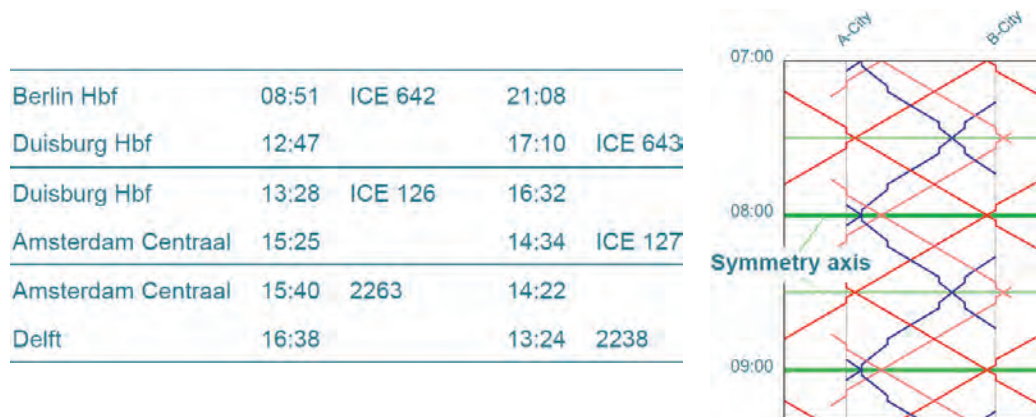 Berlin Hbf 08:51 ICE 642 21:08
Duisburg Hbf 12:47 17:10 ICE 643
Duisburg Hbf 13:28 ICE 126 16:32
Amsterdam Centraal 15:25 14:34 ICE 127
Amsterdam Centraal 15:40 2263 14:22
Delft 16:38 13:24 2238
A-City B-City
07:00
08:00
Symmetry axis
09:00